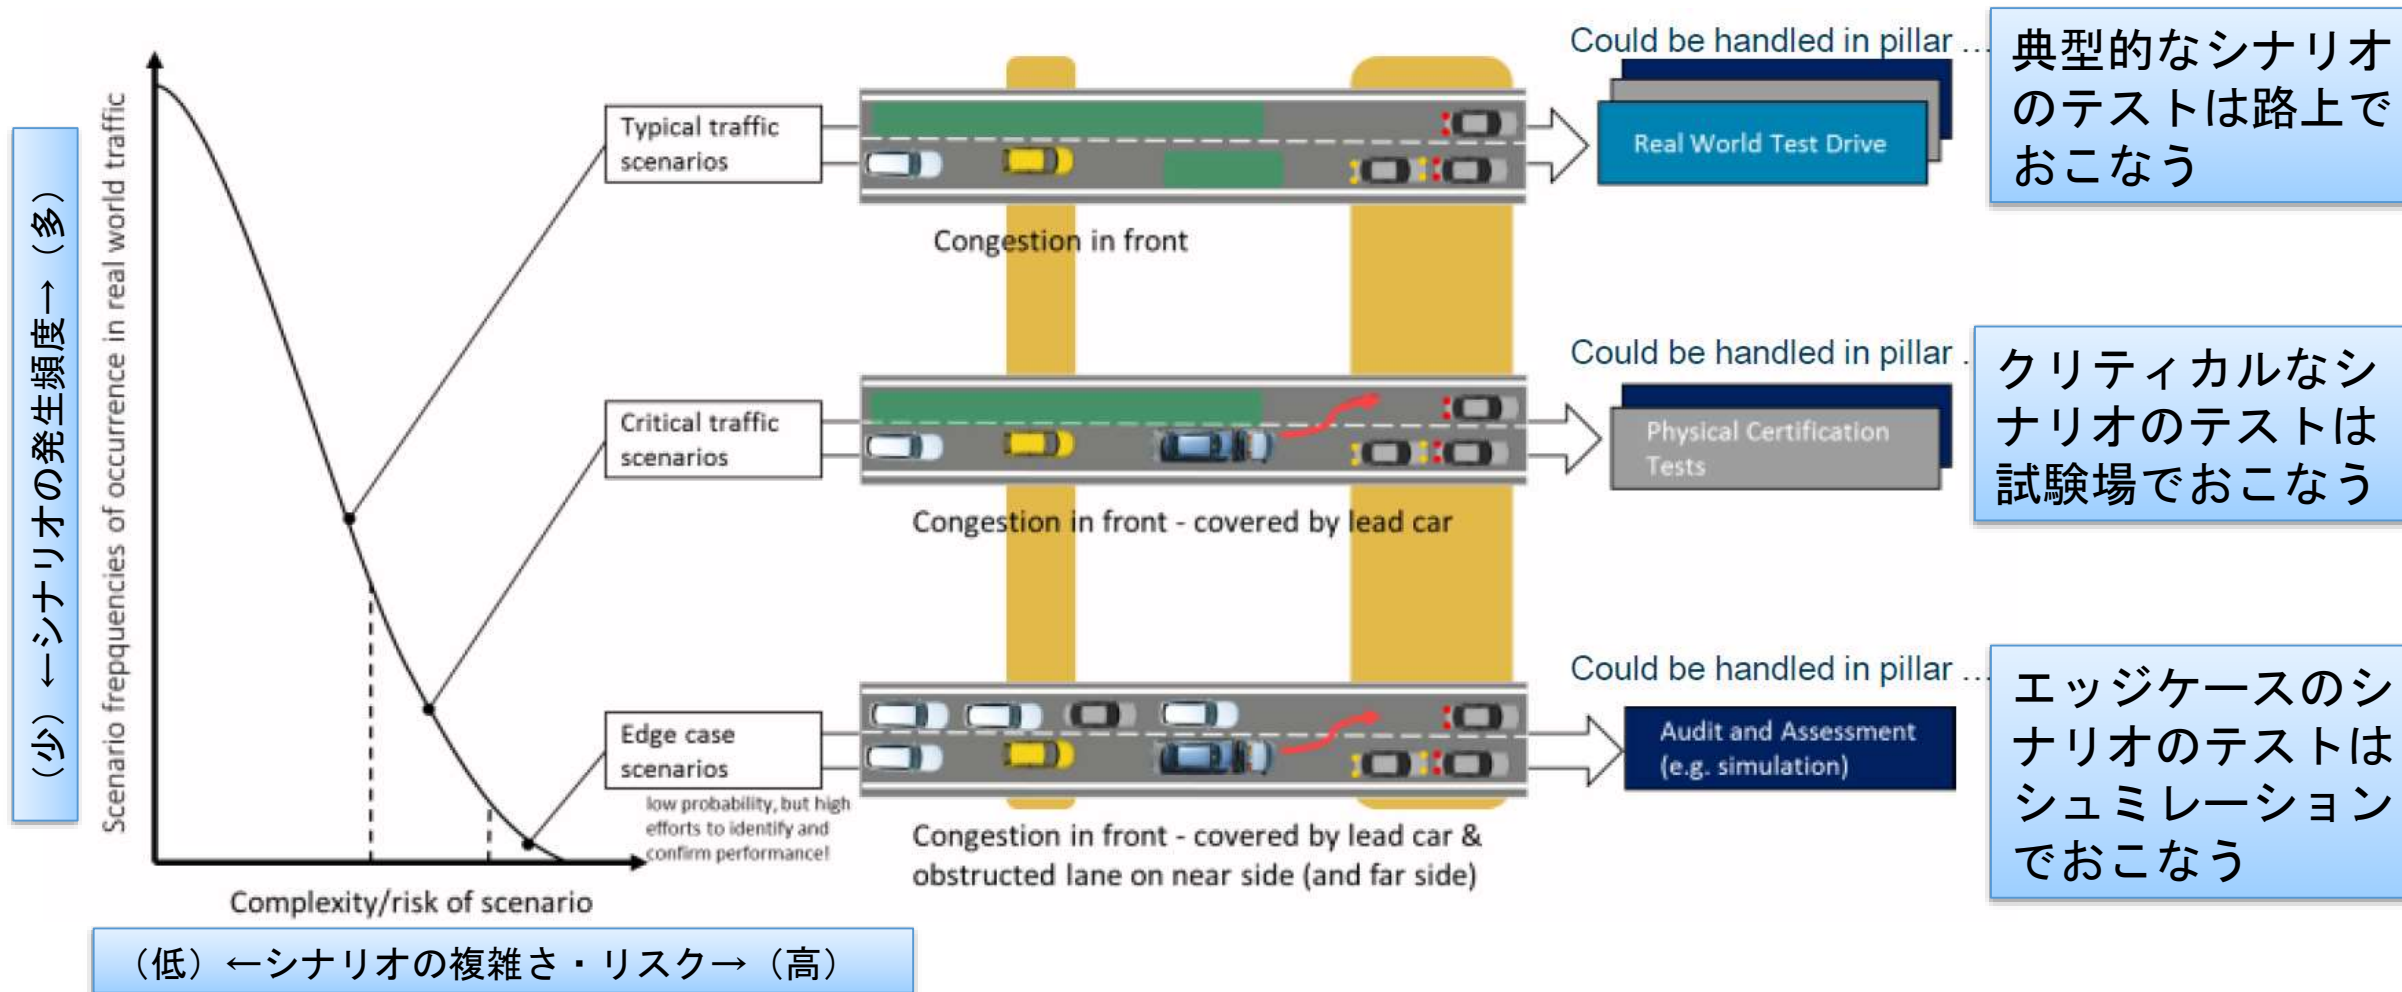 (少) ←シナリオの発生頻度→ (多)
Scenario frepquencies of occurrence in real world traffic
Complexity/risk of scenario
(低) ←シナリオの複雑さ・リスク→ (高)
Typical traffic
scenarios
Congestion in front
Could be handled in pillar ...
Real World Test Drive
典型的なシナリオ
のテストは路上で
おこなう
Critical traffic
scenarios
Congestion in front - covered by lead car
Could be handled in pillar .
Physical Certification
Tests
クリティカルなシ
ナリオのテストは
試験場でおこなう
Edge case
scenarios
low probability, but high
efforts to identify and
confirm performance!
Congestion in front - covered by lead car &
obstructed lane on near side (and far side)
Could be handled in pillar ...
Audit and Assessment
(e.g. simulation)
エッジケースのシ
ナリオのテストは
シュミレーション
でおこなう